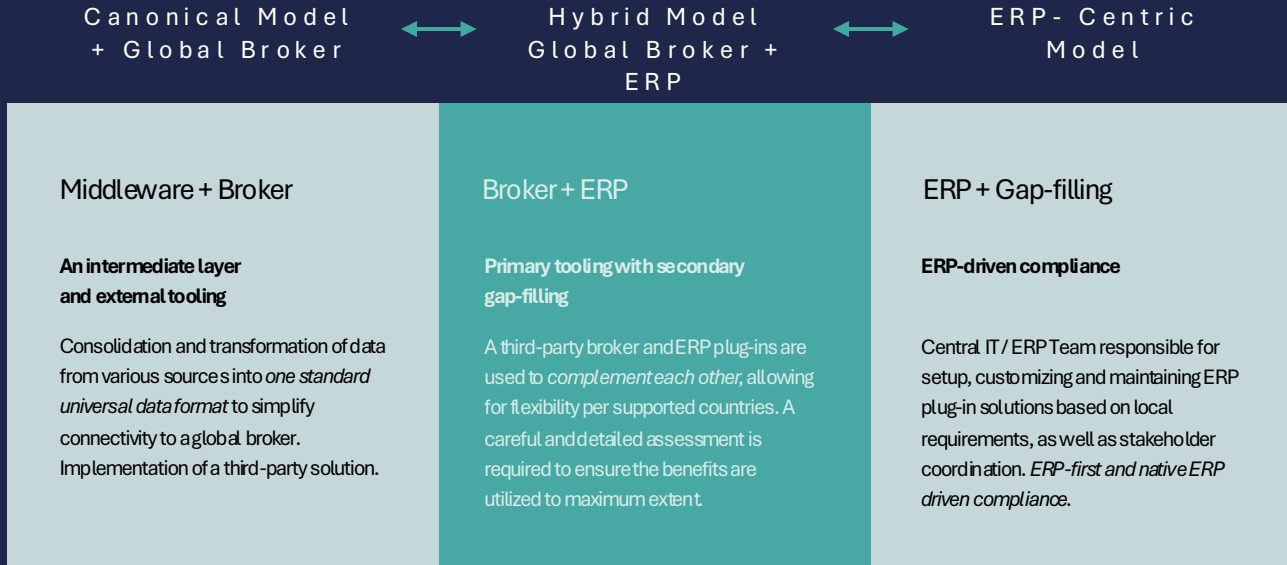 Canonical Model
+ Global Broker
Hybrid Model
Global Broker +
ERP
ERP- Centric
Model
Middleware + Broker
An intermediate layer
and external tooling
Consolidation and transformation of data
from various sources into one standard
universal data format to simplify
connectivity to a global broker.
Implementation of a third-party solution.
Broker + ERP
Primary tooling with secondary
gap-filling
A third-party broker and ERP plug-ins are
used to complement each other, allowing
for flexibility per supported countries. A
careful and detailed assessment is
required to ensure the benefits are
utilized to maximum extent.
ERP + Gap-filling
ERP-driven compliance
Central IT / ERP Team responsible for
setup, customizing and maintaining ERP
plug-in solutions based on local
requirements, as well as stakeholder
coordination. ERP-first and native ERP
driven compliance.